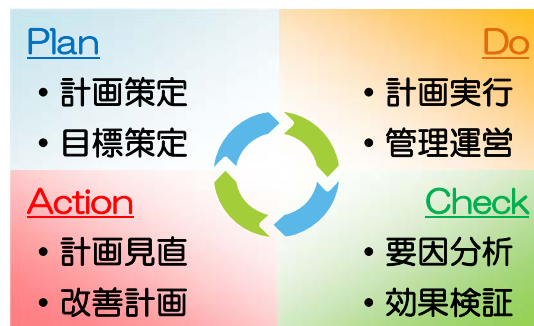 Plan
・計画策定
・目標策定
Do
・計画実行
・管理運営
Action
・計画見直
・改善計画
Check
・要因分析
・効果検証